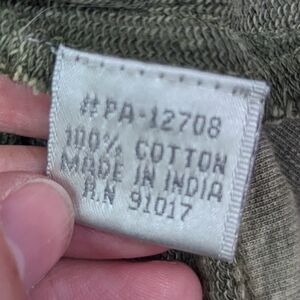 #PA-12708
100% COTTON
MADE IN INDIA
R.N 91017